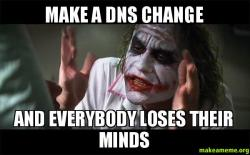 MAKE A DNS CHANGE
AND EVERYBODY LOSES THEIR
MINDS
makeameme.org